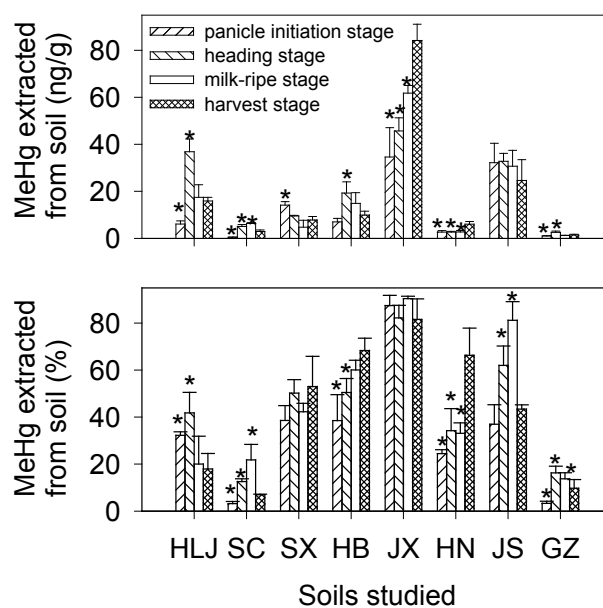 MeHg extracted
from soil (ng/g)
80
60
40
20
0
panicle initiation stage
heading stage
milk-ripe stage
harvest stage
* * * * * * * * * * * * * * *
MeHg extracted
from soil (%)
80
60
40
20
0
* * * * * * * * * * * * * * *
HLJ SC SX HB JX HN JS GZ
Soils studied